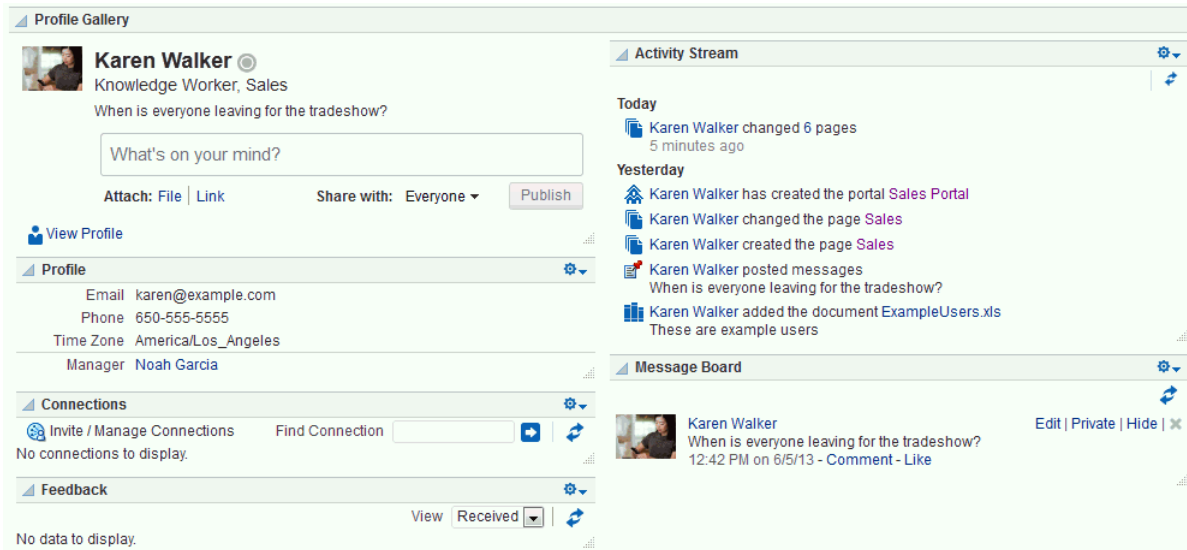 Profile Gallery
Karen Walker
Knowledge Worker, Sales
When is everyone leaving for the tradeshow?
What's on your mind?
Attach: File | Link Share with: Everyone Publish
View Profile
Profile
Email karen@example.com
Phone 650-555-5555
Time Zone America/Los_Angeles
Manager Noah Garcia
Connections
Invite / Manage Connections Find Connection
No connections to display.
Feedback
View Received
No data to display.
Activity Stream
Today
Karen Walker changed 6 pages
5 minutes ago
Yesterday
Karen Walker has created the portal Sales Portal
Karen Walker changed the page Sales
Karen Walker created the page Sales
Karen Walker posted messages
When is everyone leaving for the tradeshow?
Karen Walker added the document ExampleUsers.xls
These are example users
Message Board
Karen Walker Edit | Private | Hide |
When is everyone leaving for the tradeshow?
12:42 PM on 6/5/13 - Comment - Like